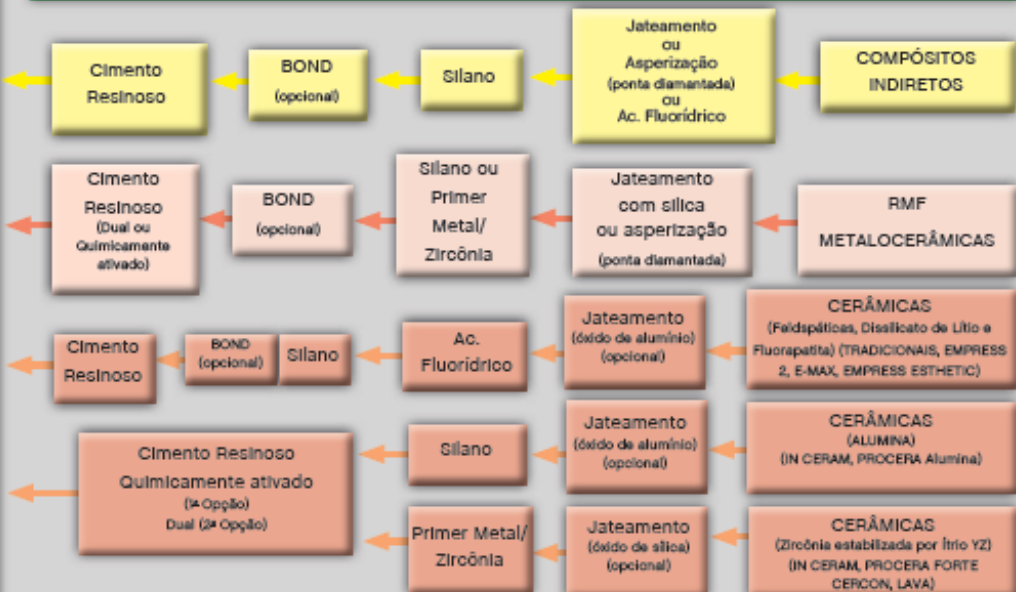 Cimento
Resinoso
BOND
(opcional)
Silano
Jateamento
ou
Asperização
(ponta diamantada)
ou
Ac. Fluorídrico
COMPÓSITOS
INDIRETOS
Cimento
Resinoso
(Dual ou
Quimicamente
ativado)
BOND
(opcional)
Silano ou
Primer
Metal/
Zircônia
Jateamento
com silica
ou asperização
(ponta diamantada)
RMF
METALOCERÂMICAS
Cimento
Resinoso
BOND
(opcional)
Silano
Ac.
Fluorídrico
Jateamento
(óxido de alumínio)
(opcional)
CERÂMICAS
(Feldspáticas, Dissilicato de Lítio e
Fluorapatita) (TRADICIONAIS, EMPRESS
2, E-MAX, EMPRESS ESTHETIC)
Cimento Resinoso
Quimicamente ativado
(1ª Opção)
Dual (2ª Opção)
Silano
Jateamento
(óxido de alumínio)
(opcional)
CERÂMICAS
(ALUMINA)
(IN CERAM, PROCERA Alumina)
Primer Metal/
Zircônia
Jateamento
(óxido de sílica)
(opcional)
CERÂMICAS
(Zircônia estabilizada por Ítrio YZ)
(IN CERAM, PROCERA FORTE
CERCON, LAVA)